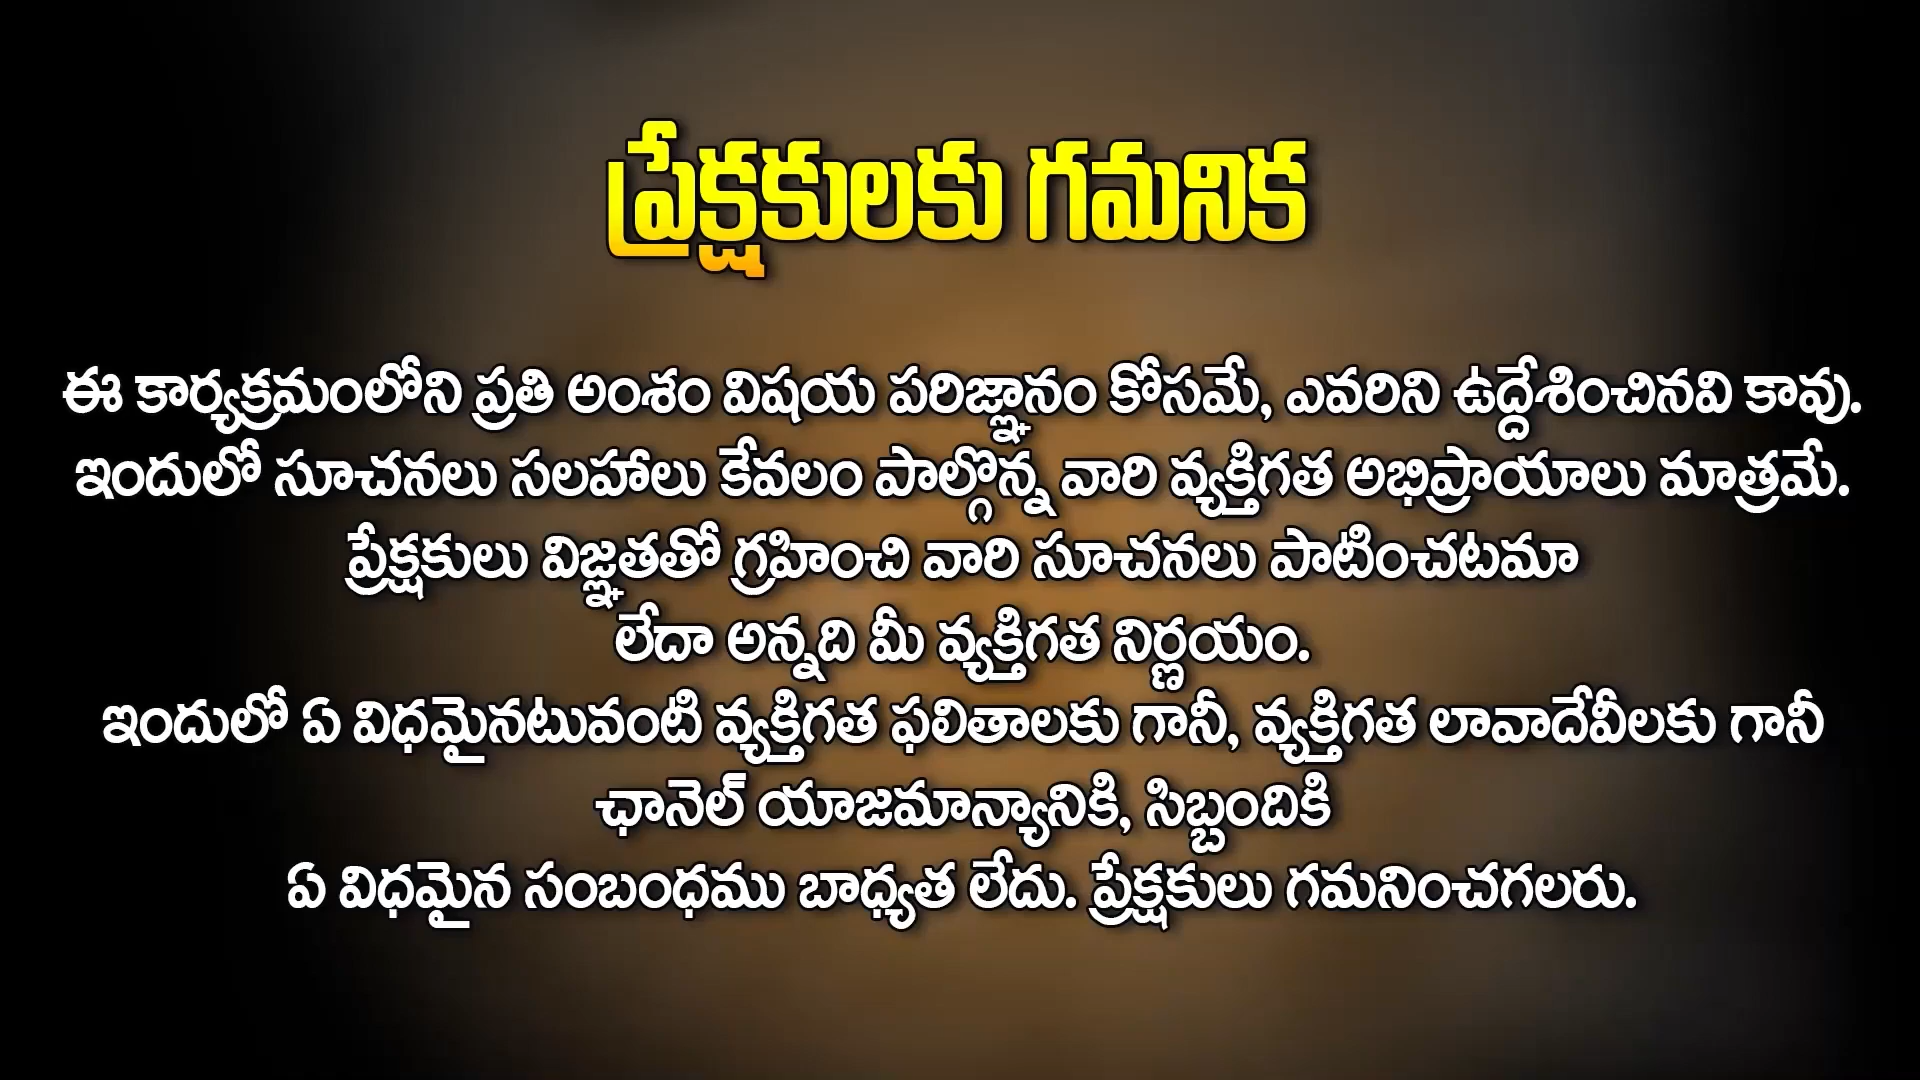 ప్రేక్షకులకు గమనిక
ఈ కార్యక్రమంలోని ప్రతి అంశం విషయ పరిజ్ఞానం కోసమే, ఎవరిని ఉద్దేశించినవి కావు.
ఇందులో సూచనలు సలహాలు కేవలం పాల్గొన్న వారి వ్యక్తిగత అభిప్రాయాలు మాత్రమే.
ప్రేక్షకులు విజ్ఞతతో గ్రహించి వారి సూచనలు పాటించటమా
లేదా అన్నది మీ వ్యక్తిగత నిర్ణయం.
ఇందులో ఏ విధమైనటువంటి వ్యక్తిగత ఫలితాలకు గానీ, వ్యక్తిగత లావాదేవీలకు గానీ
ఛానెల్ యాజమాన్యానికి, సిబ్బందికి
ఏ విధమైన సంబంధము బాధ్యత లేదు. ప్రేక్షకులు గమనించగలరు.